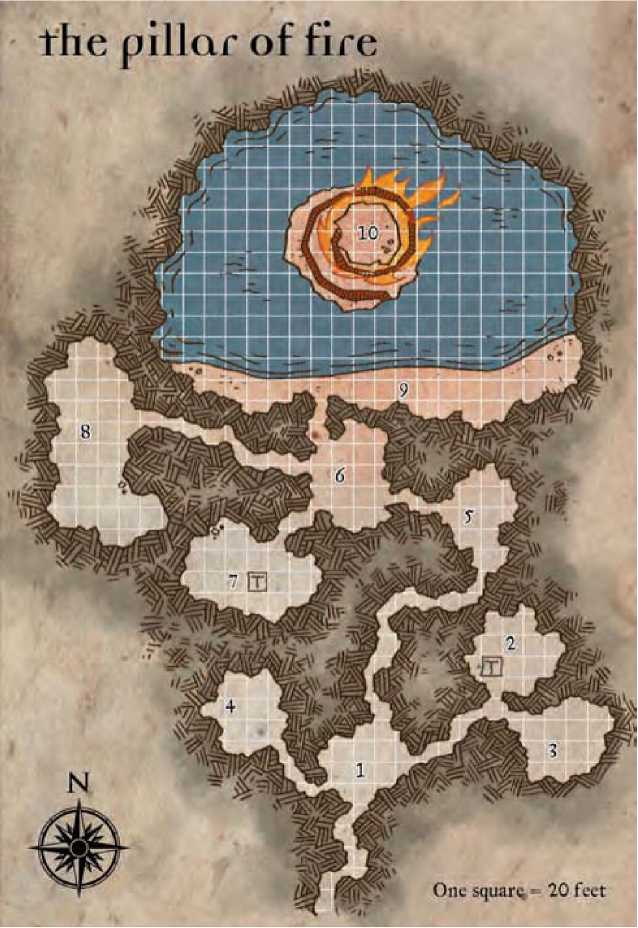 the pillar of fire
10
9
8
6
5
7 T
2
T
4
3
1
N
One square = 20 feet